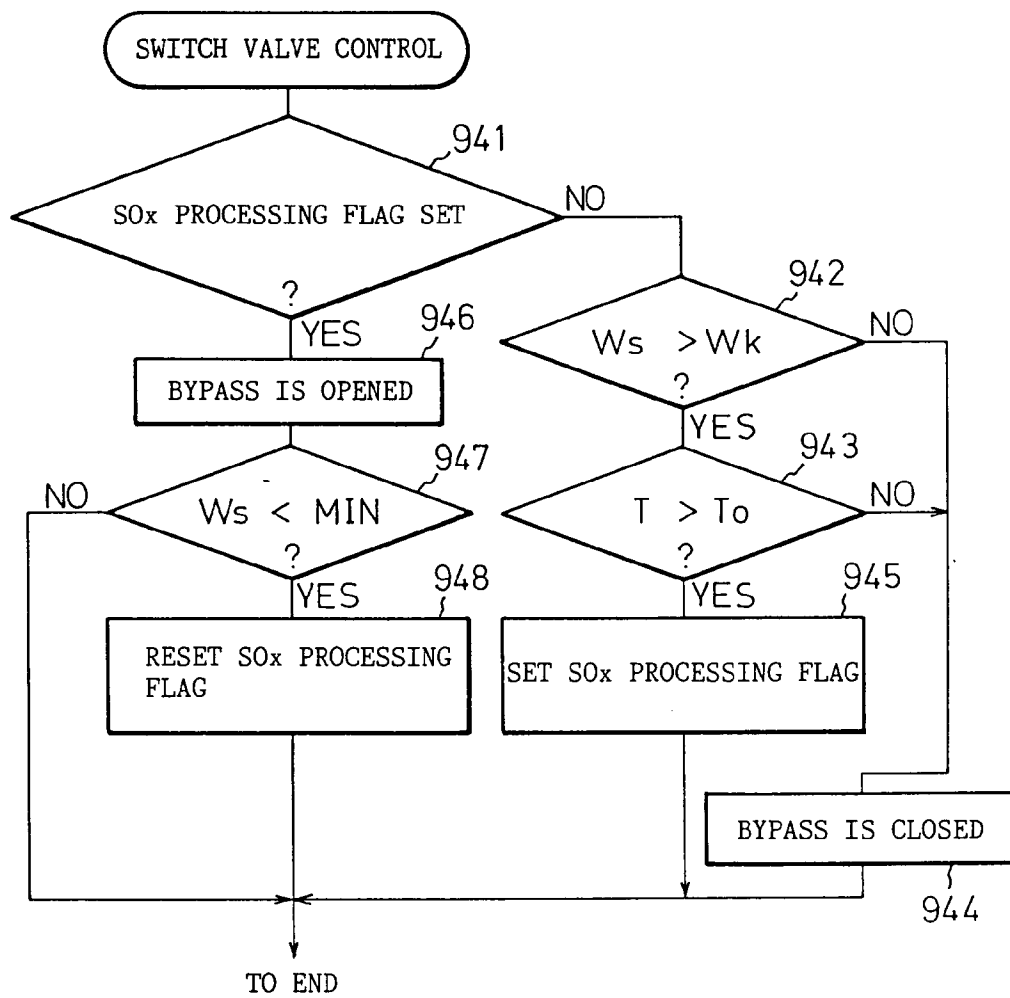 SWITCH VALVE CONTROL
941
SOx PROCESSING FLAG SET
?
NO
YES
946
BYPASS IS OPENED
942
Ws > Wk
?
NO
YES
947
Ws < MIN
?
NO
YES
943
T > To
?
NO
YES
948
RESET SOx PROCESSING
FLAG
945
SET SOx PROCESSING FLAG
BYPASS IS CLOSED
944
TO END